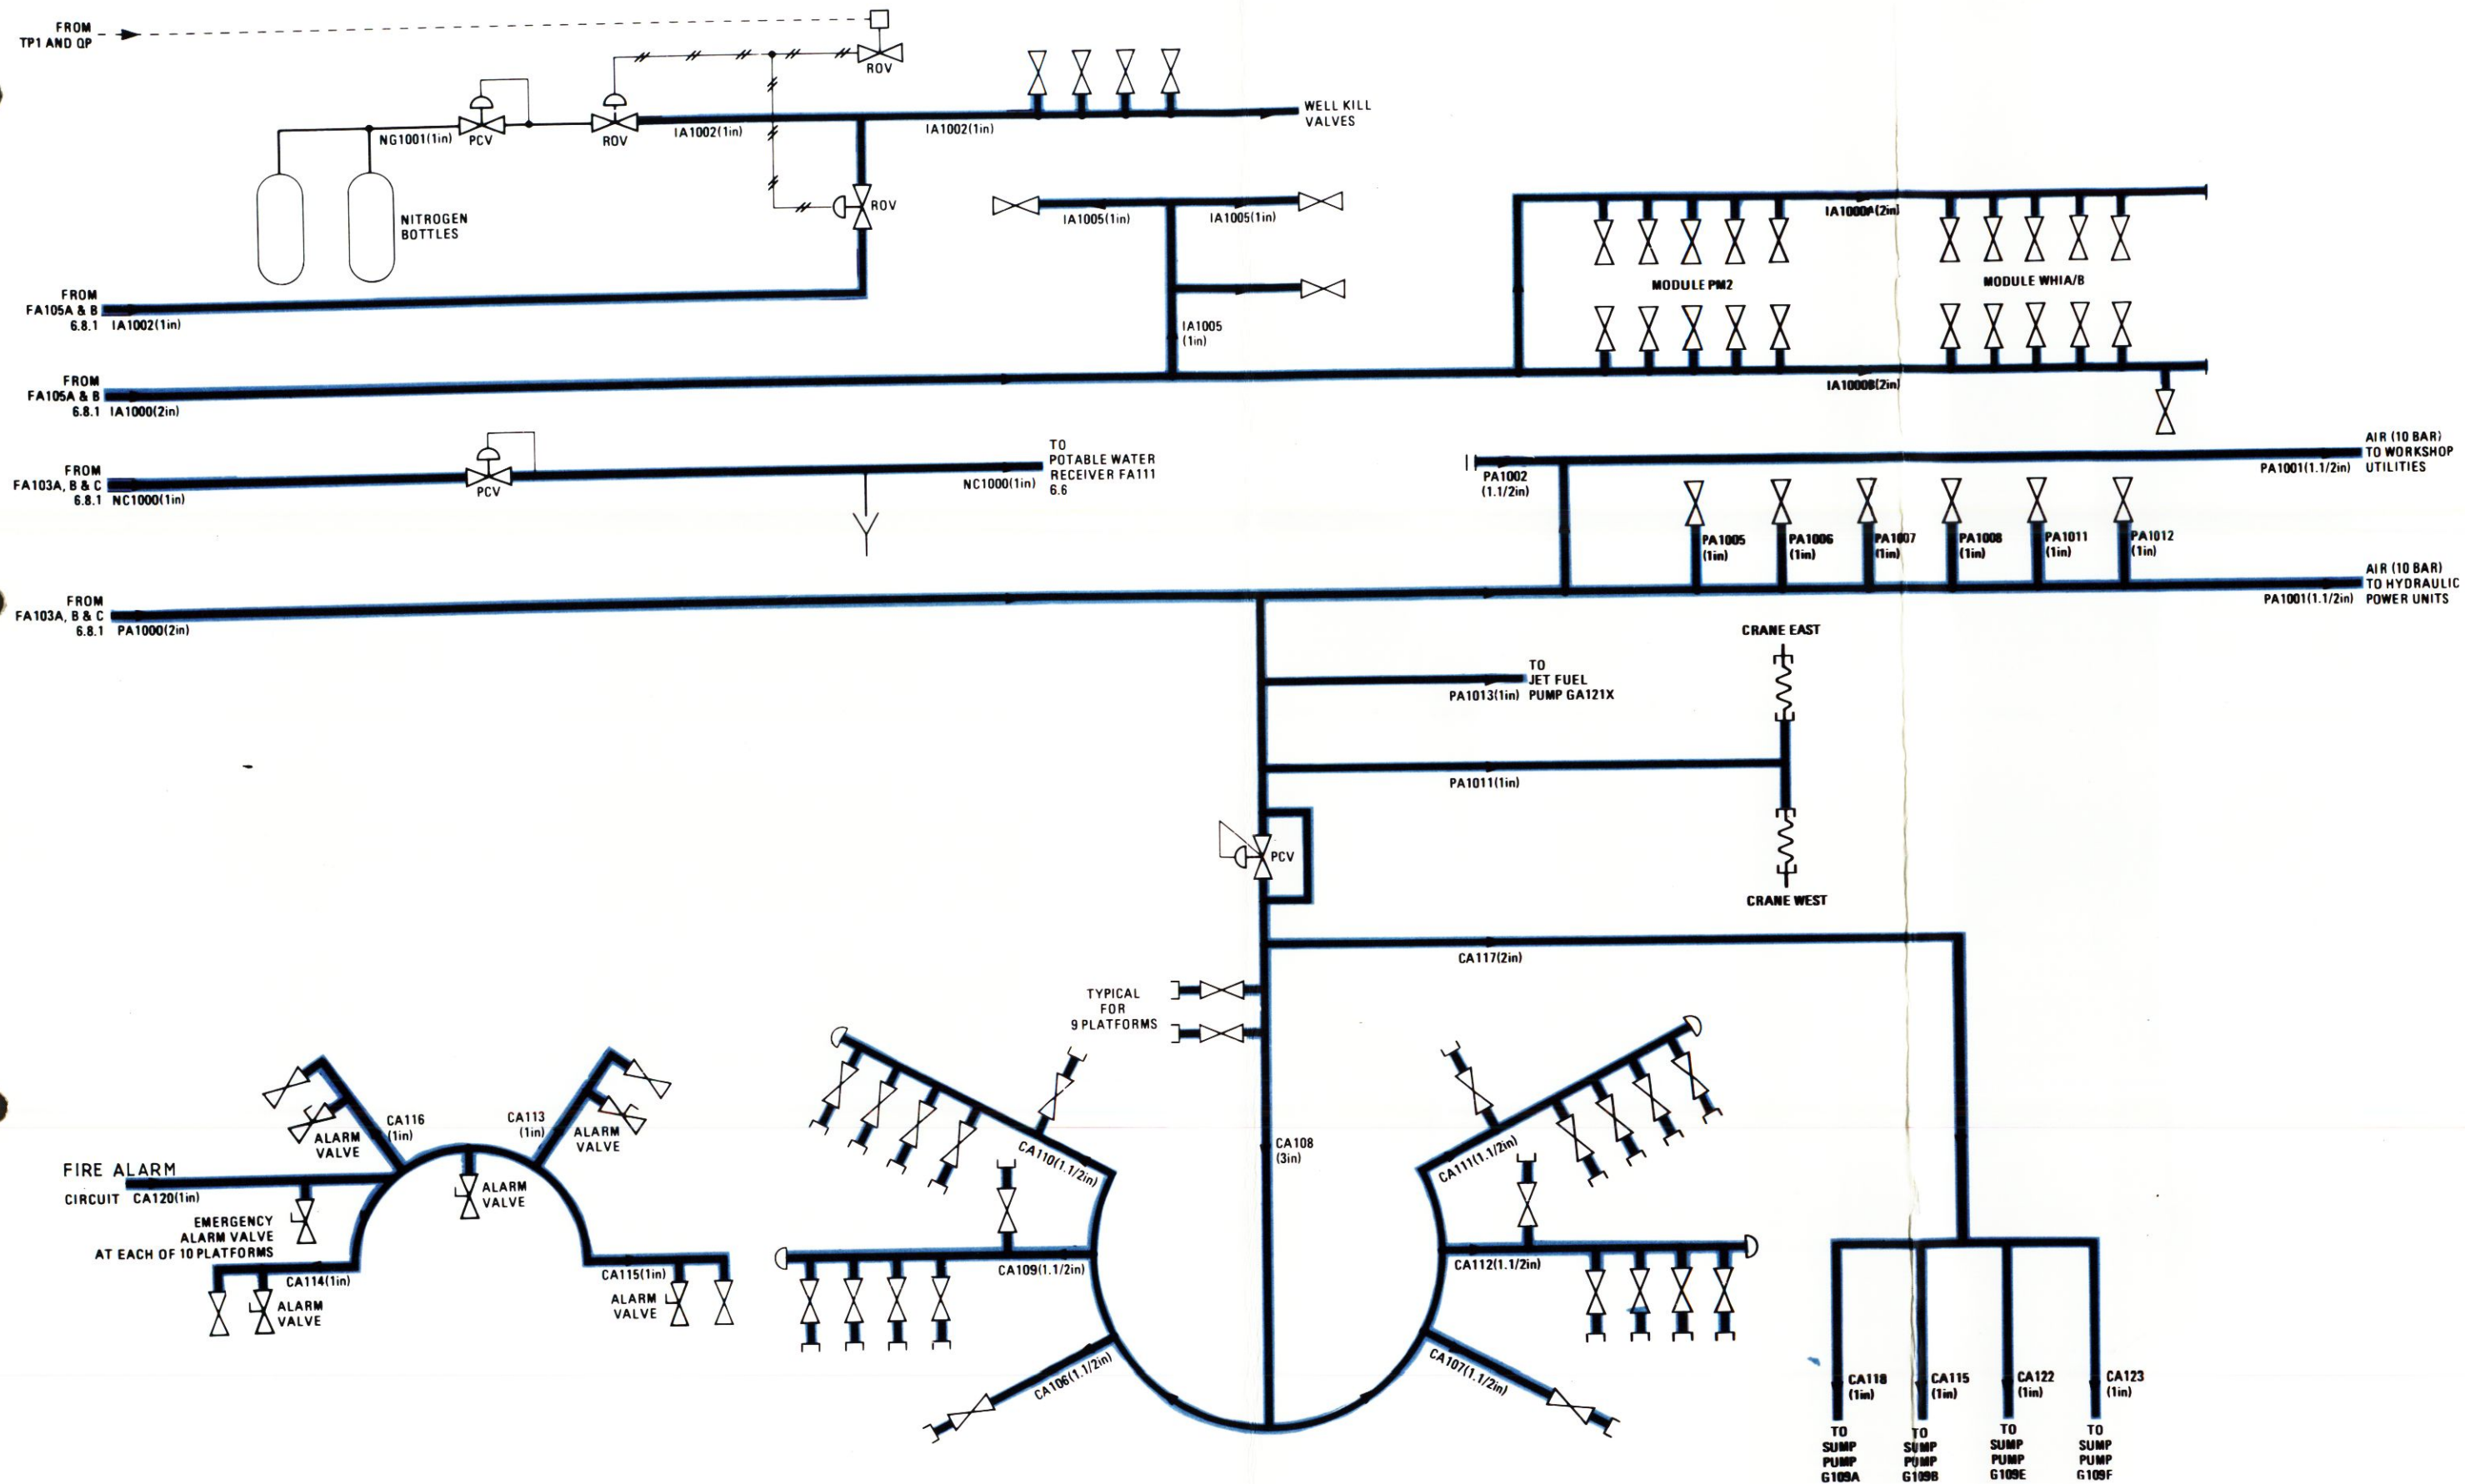 FROM
TP1 AND QP
ROV
NG1001(1in)
PCV
ROV
IA1002(1in)
IA1002(1in)
WELL KILL
VALVES
NITROGEN
BOTTLES
ROV
IA1005(1in)
IA1005(1in)
IA1000A(2in)
MODULE PM2
MODULE WHIA/B
FROM
FA105A & B
6.8.1
IA1002(1in)
IA1005
(1in)
FROM
FA105A & B
6.8.1
IA1000(2in)
IA1000B(2in)
FROM
FA103A, B & C
6.8.1
NC1000(1in)
PCV
NC1000(1in)
TO
POTABLE WATER
RECEIVER FA111
6.6
PA1002
(1.1/2in)
PA1001(1.1/2in)
AIR (10 BAR)
TO WORKSHOP
UTILITIES
PA1005
(1in)
PA1006
(1in)
PA1007
(1in)
PA1008
(1in)
PA1011
(1in)
PA1012
(1in)
AIR (10 BAR)
TO HYDRAULIC
POWER UNITS
PA1001(1.1/2in)
FROM
FA103A, B & C
6.8.1
PA1000(2in)
CRANE EAST
TO
JET FUEL
PUMP GA121X
PA1013(1in)
PA1011(1in)
PCV
CRANE WEST
CA117(2in)
TYPICAL
FOR
9 PLATFORMS
CA116
(1in)
CA113
(1in)
ALARM
VALVE
ALARM
VALVE
FIRE ALARM
CIRCUIT
CA120(1in)
ALARM
VALVE
EMERGENCY
ALARM VALVE
AT EACH OF 10 PLATFORMS
CA114(1in)
ALARM
VALVE
CA115(1in)
ALARM
VALVE
CA110(1.1/2in)
CA109(1.1/2in)
CA106(1.1/2in)
CA108
(3in)
CA111(1.1/2in)
CA112(1.1/2in)
CA107(1.1/2in)
CA118
(1in)
CA115
(1in)
CA122
(1in)
CA123
(1in)
TO
SUMP
PUMP
G109A
TO
SUMP
PUMP
G109B
TO
SUMP
PUMP
G109E
TO
SUMP
PUMP
G109F